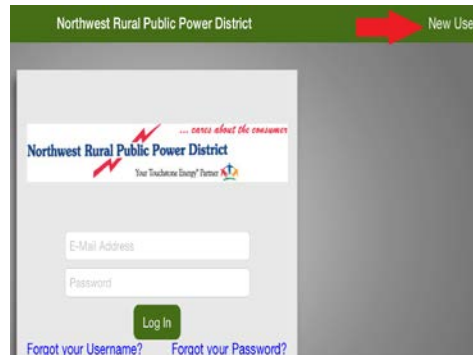 Northwest Rural Public Power District
New Use
... cares about the consumer
Northwest Rural Public Power District
Your Touchstone Energy® Partner
E-Mail Address
Password
Log In
Forgot your Username? Forgot your Password?